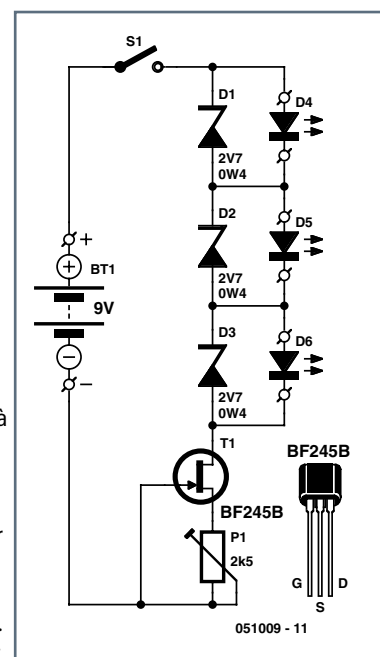 S1
D1
D4
2V7
0W4
D2
D5
+
BT1
9V
2V7
0W4
D3
D6
−
2V7
0W4
à
T1
BF245B
BF245B
r
P1
2k5
G
D
S
051009 - 11
.